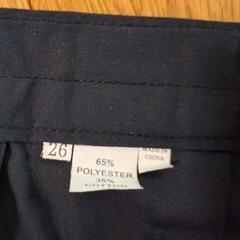 26
65%
POLYESTER
35%
COTTON
MADE IN
CHINA